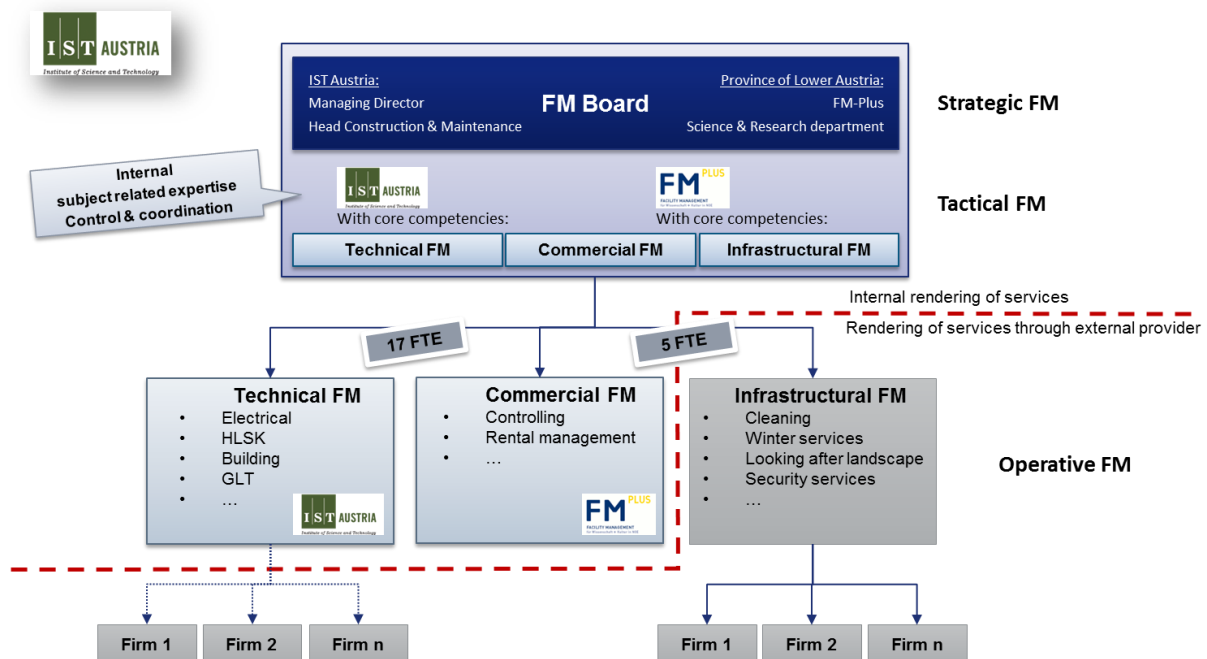 IST AUSTRIA
Institute of Science and Technology
IST Austria:
Managing Director
Head Construction & Maintenance
FM Board
Province of Lower Austria:
FM-Plus
Science & Research department
Strategic FM
Internal
subject related expertise
Control & coordination
IST AUSTRIA
Institute of Science and Technology
With core competencies:
FM PLUS
FACILITY MANAGEMENT
With core competencies:
Tactical FM
Technical FM
Commercial FM
Infrastructural FM
Internal rendering of services
Rendering of services through external provider
17 FTE
5 FTE
Technical FM
• Electrical
• HLSK
• Building
• GLT
• …
IST AUSTRIA
Institute of Science and Technology
Commercial FM
• Controlling
• Rental management
• …
FM PLUS
FACILITY MANAGEMENT
Infrastructural FM
• Cleaning
• Winter services
• Looking after landscape
• Security services
• …
Operative FM
Firm 1
Firm 2
Firm n
Firm 1
Firm 2
Firm n